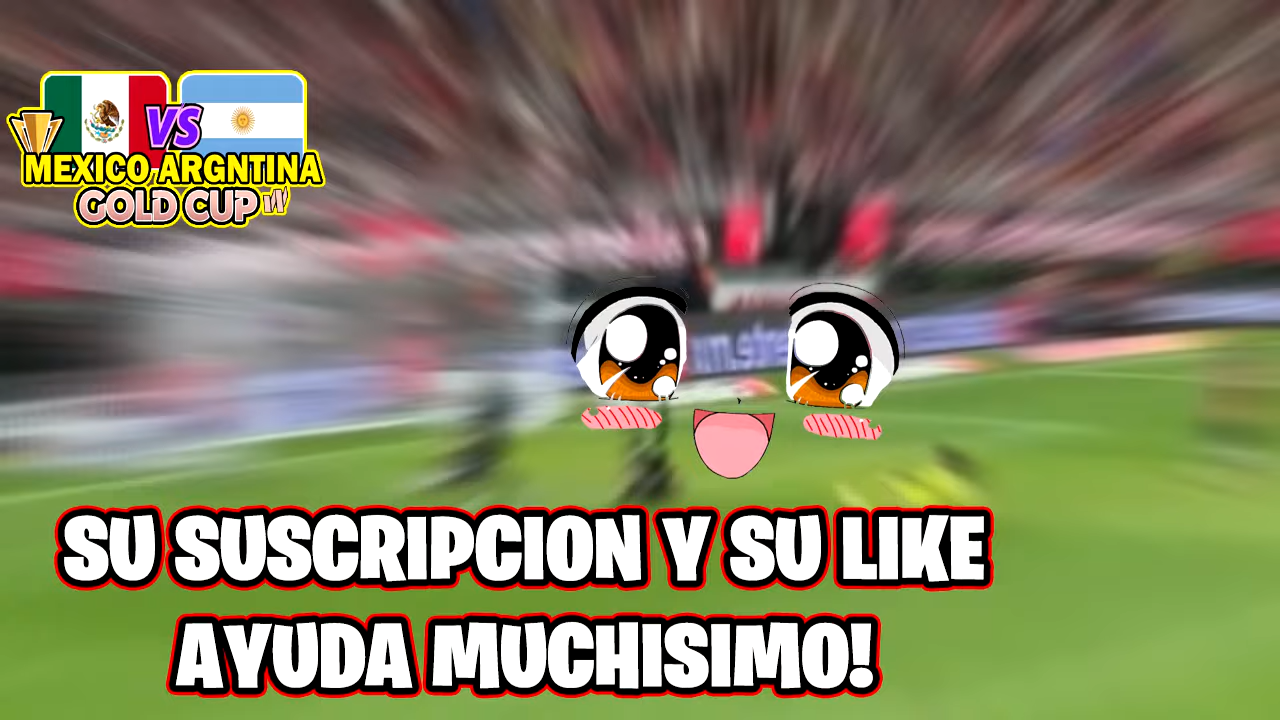 VS
MEXICO ARGNTINA
GOLD CUP
SU SUSCRIPCION Y SU LIKE
AYUDA MUCHISIMO!